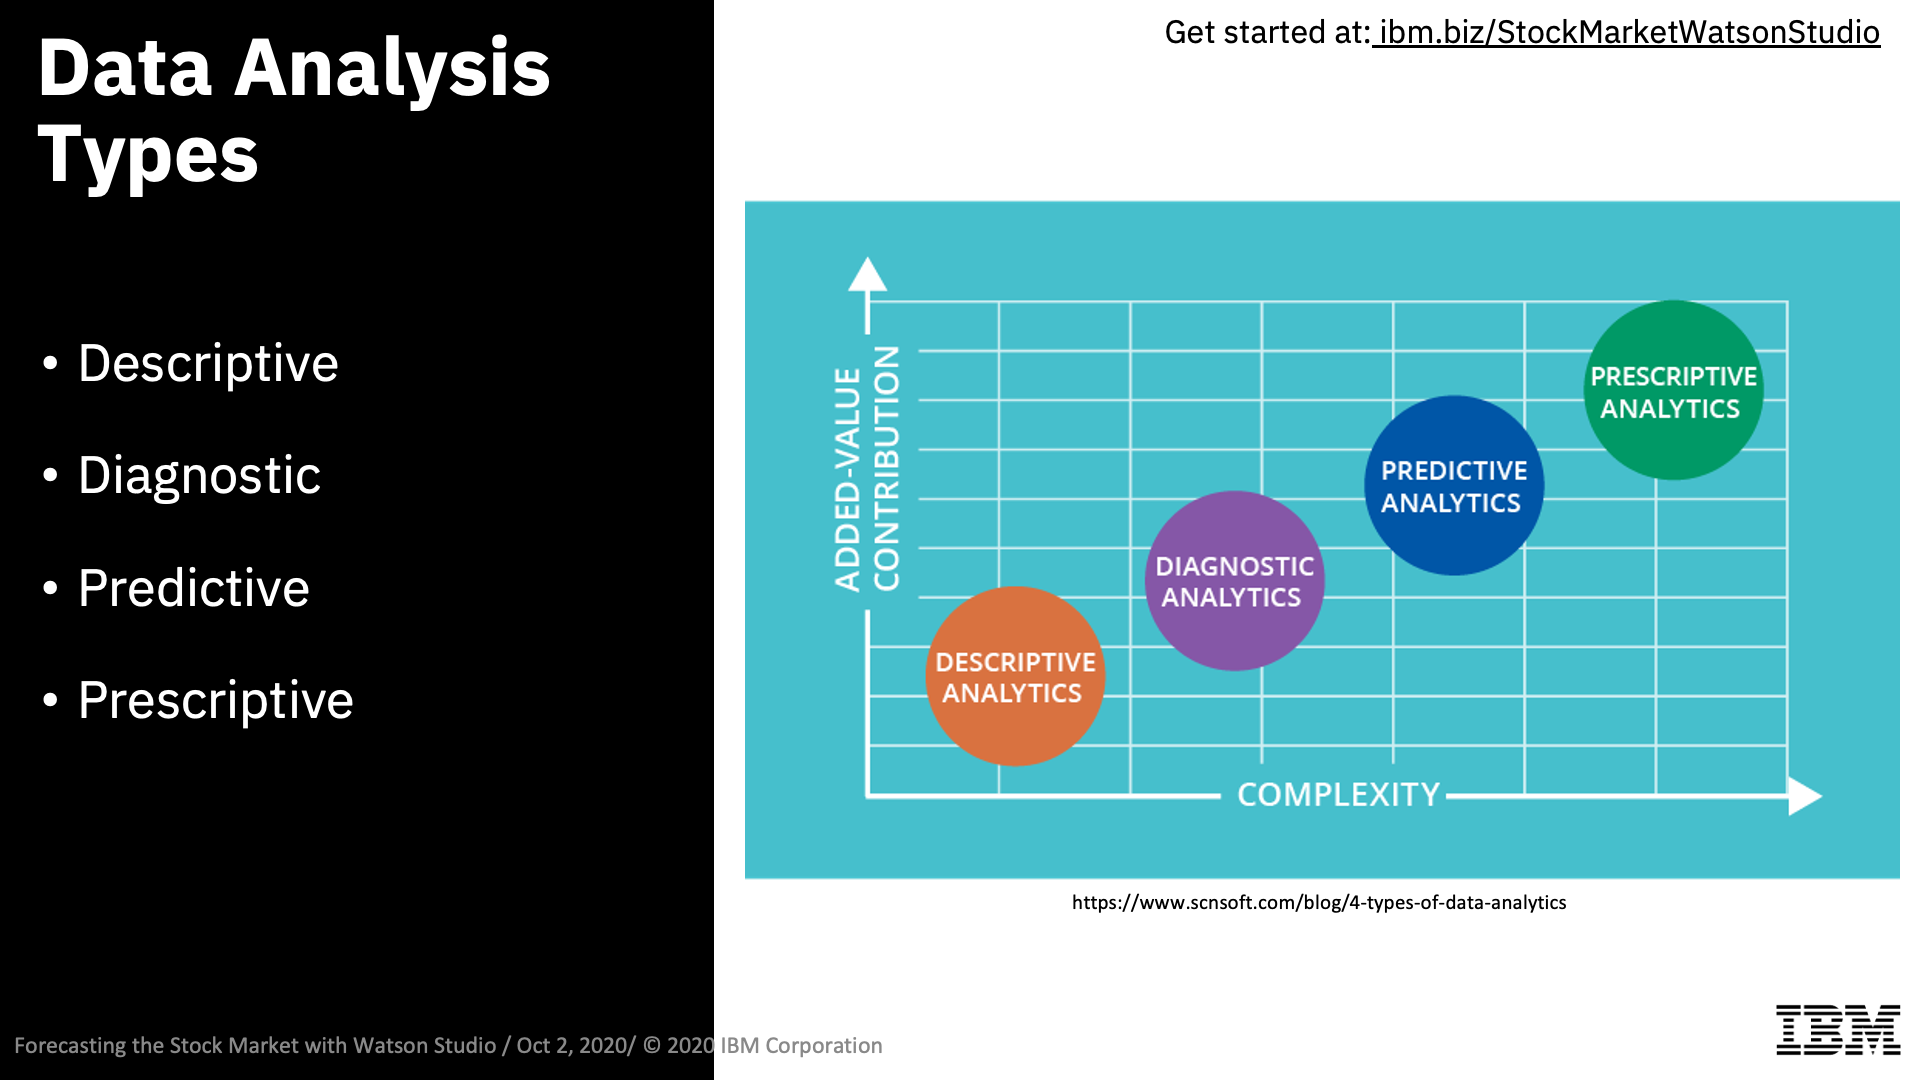 Data Analysis
Types
Get started at: ibm.biz/StockMarketWatsonStudio
• Descriptive
• Diagnostic
• Predictive
• Prescriptive
ADDED-VALUE
CONTRIBUTION
PRESCRIPTIVE
ANALYTICS
PREDICTIVE
ANALYTICS
DIAGNOSTIC
ANALYTICS
DESCRIPTIVE
ANALYTICS
COMPLEXITY
https://www.scnsoft.com/blog/4-types-of-data-analytics
Forecasting the Stock Market with Watson Studio / Oct 2, 2020/ © 2020 IBM Corporation
IBM